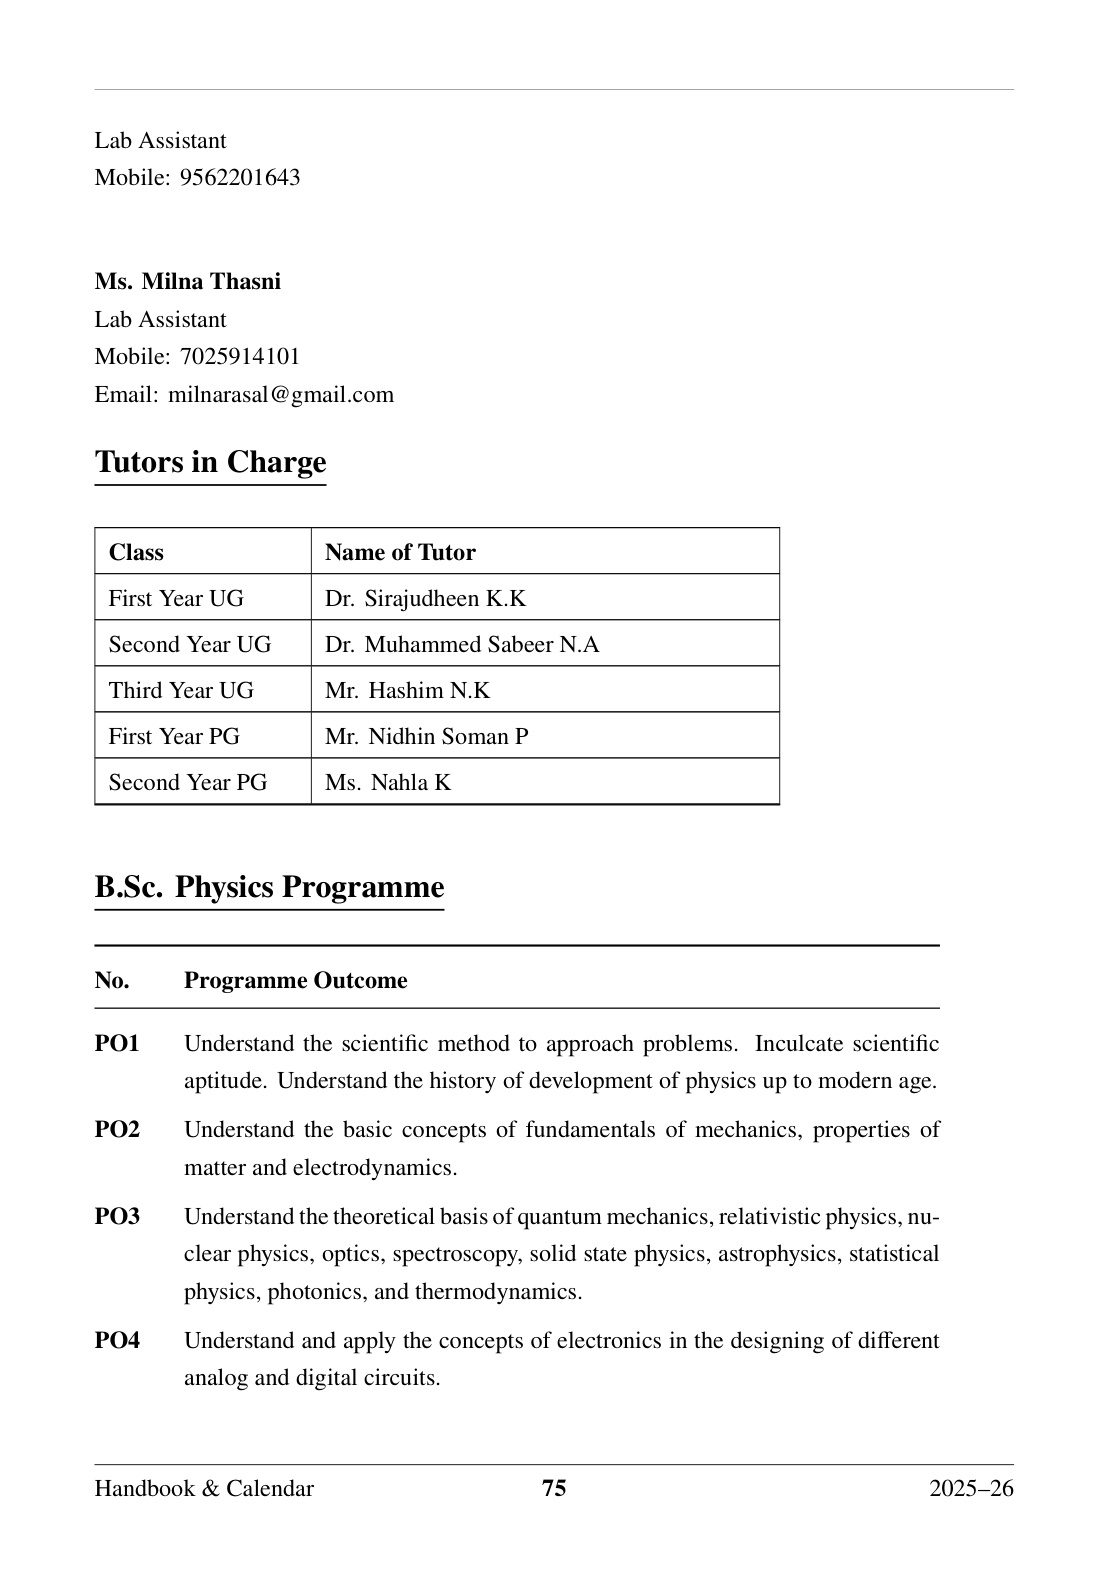 Lab Assistant
Mobile: 9562201643
Ms. Milna Thasni
Lab Assistant
Mobile: 7025914101
Email: milnarasal@gmail.com
Tutors in Charge
Class Name of Tutor
First Year UG Dr. Sirajudheen K.K
Second Year UG Dr. Muhammed Sabeer N.A
Third Year UG Mr. Hashim N.K
First Year PG Mr. Nidhin Soman P
Second Year PG Ms. Nahla K
B.Sc. Physics Programme
No. Programme Outcome
PO1 Understand the scientific method to approach problems. Inculcate scientific
aptitude. Understand the history of development of physics up to modern age.
PO2 Understand the basic concepts of fundamentals of mechanics, properties of
matter and electrodynamics.
PO3 Understand the theoretical basis of quantum mechanics, relativistic physics, nu-
clear physics, optics, spectroscopy, solid state physics, astrophysics, statistical
physics, photonics, and thermodynamics.
PO4 Understand and apply the concepts of electronics in the designing of different
analog and digital circuits.
Handbook & Calendar 75 2025–26